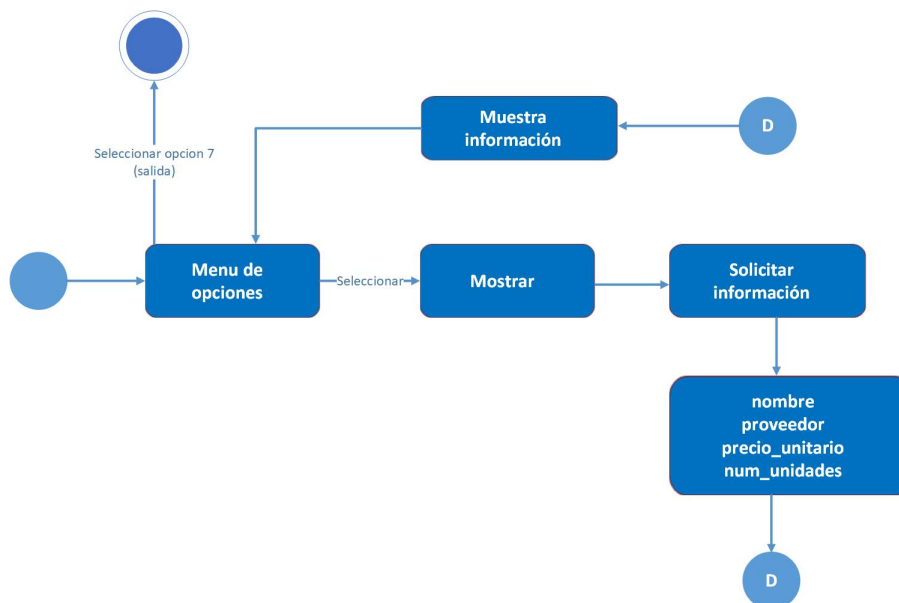 Muestra
información
D
Seleccionar opcion 7
(salida)
Menu de
opciones
Seleccionar
Mostrar
Solicitar
información
nombre
proveedor
precio_unitario
num_unidades
D